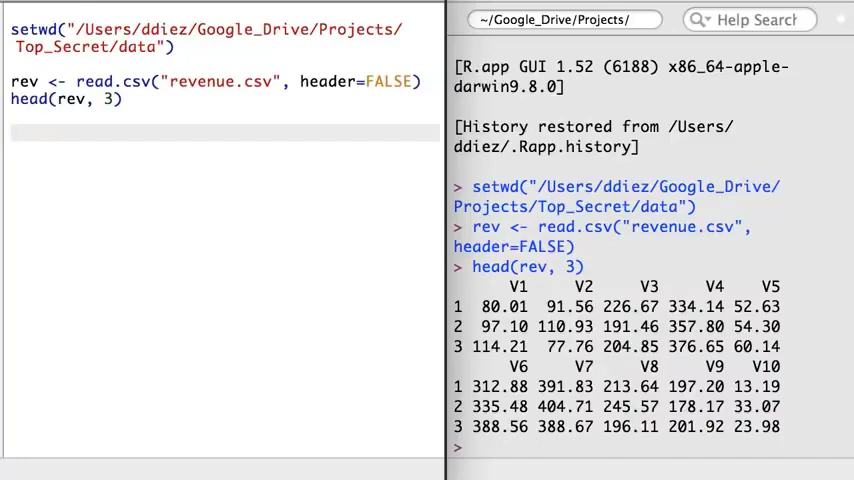 setwd("/Users/ddiez/Google_Drive/Projects/
Top_Secret/data")
rev <- read.csv("revenue.csv", header=FALSE)
head(rev, 3)
~/Google_Drive/Projects/
Help Search
[R.app GUI 1.52 (6188) x86_64-apple-
darwin9.8.0]
[History restored from /Users/
ddiez/.Rapp.history]
> setwd("/Users/ddiez/Google_Drive/
Projects/Top_Secret/data")
> rev <- read.csv("revenue.csv",
header=FALSE)
> head(rev, 3)
V1 V2 V3 V4 V5
1 80.01 91.56 226.67 334.14 52.63
2 97.10 110.93 191.46 357.80 54.30
3 114.21 77.76 204.85 376.65 60.14
V6 V7 V8 V9 V10
1 312.88 391.83 213.64 197.20 13.19
2 335.48 404.71 245.57 178.17 33.07
3 388.56 388.67 196.11 201.92 23.98
>